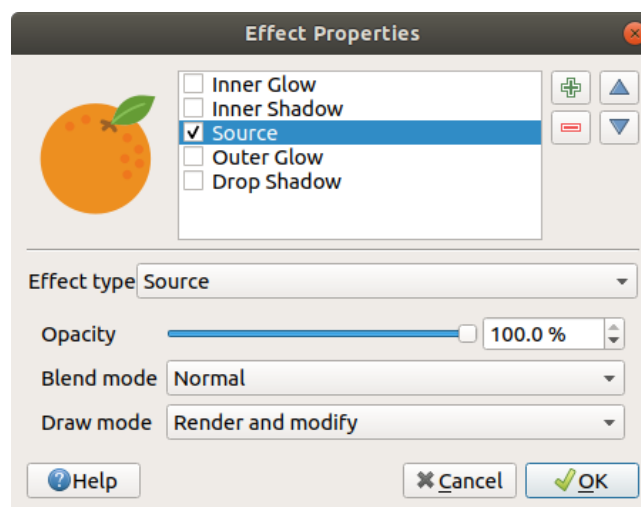 Effect Properties
Inner Glow
Inner Shadow
Source
Outer Glow
Drop Shadow
Effect type Source
Opacity 100.0 %
Blend mode Normal
Draw mode Render and modify
Help Cancel OK